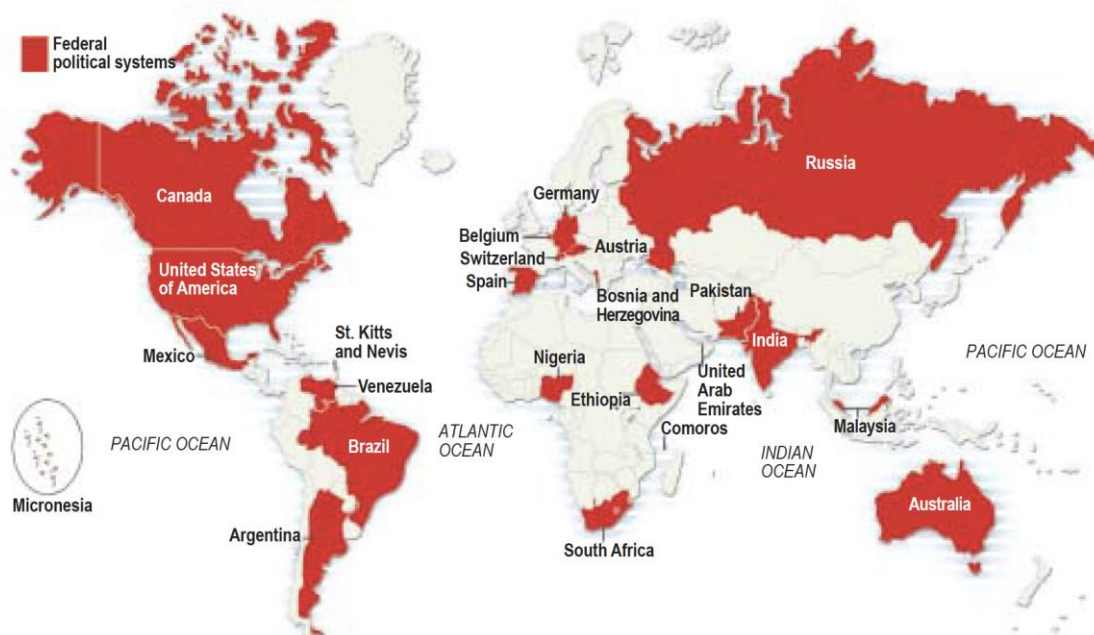 Federal
political systems
Canada
United States
of America
Mexico
St. Kitts
and Nevis
Venezuela
Brazil
Argentina
Micronesia
PACIFIC OCEAN
ATLANTIC
OCEAN
Russia
Germany
Belgium
Austria
Switzerland
Spain
Bosnia and
Herzegovina
Pakistan
India
Nigeria
Ethiopia
United
Arab
Emirates
Comoros
South Africa
INDIAN
OCEAN
Malaysia
PACIFIC OCEAN
Australia